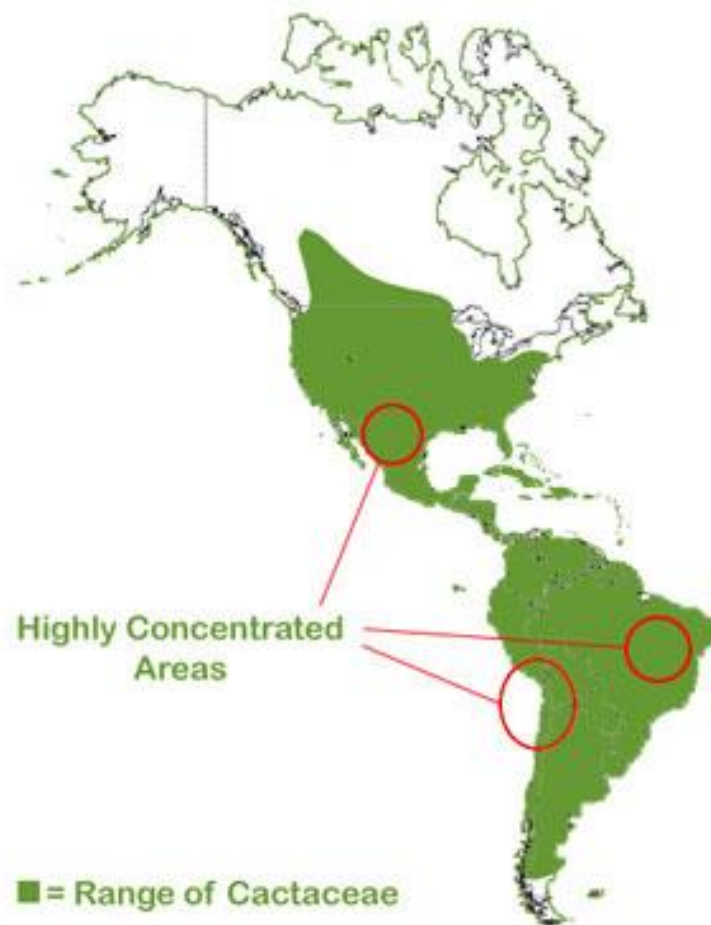 Highly Concentrated
Areas
= Range of Cactaceae